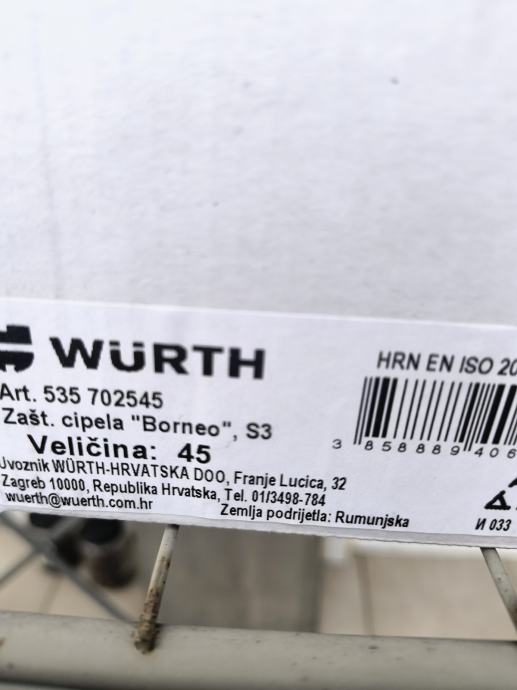 WÜRTH
HRN EN ISO 20
Art. 535 702545
Zašt. cipela "Borneo", S3
Veličina: 45
3 858889 406
Uvoznik WÜRTH-HRVATSKA DOO, Franje Lucica, 32
Zagreb 10000, Republika Hrvatska, Tel. 01/3498-784
wuerth@wuerth.com.hr
Zemlja podrijetla: Rumunjska
И 033